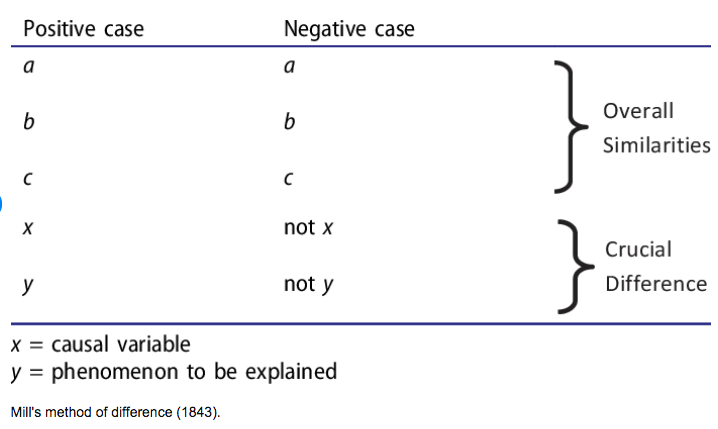 Positive case Negative case
a a
b b
c c
Overall
Similarities
x not x
y not y
Crucial
Difference
x = causal variable
y = phenomenon to be explained
Mill's method of difference (1843).